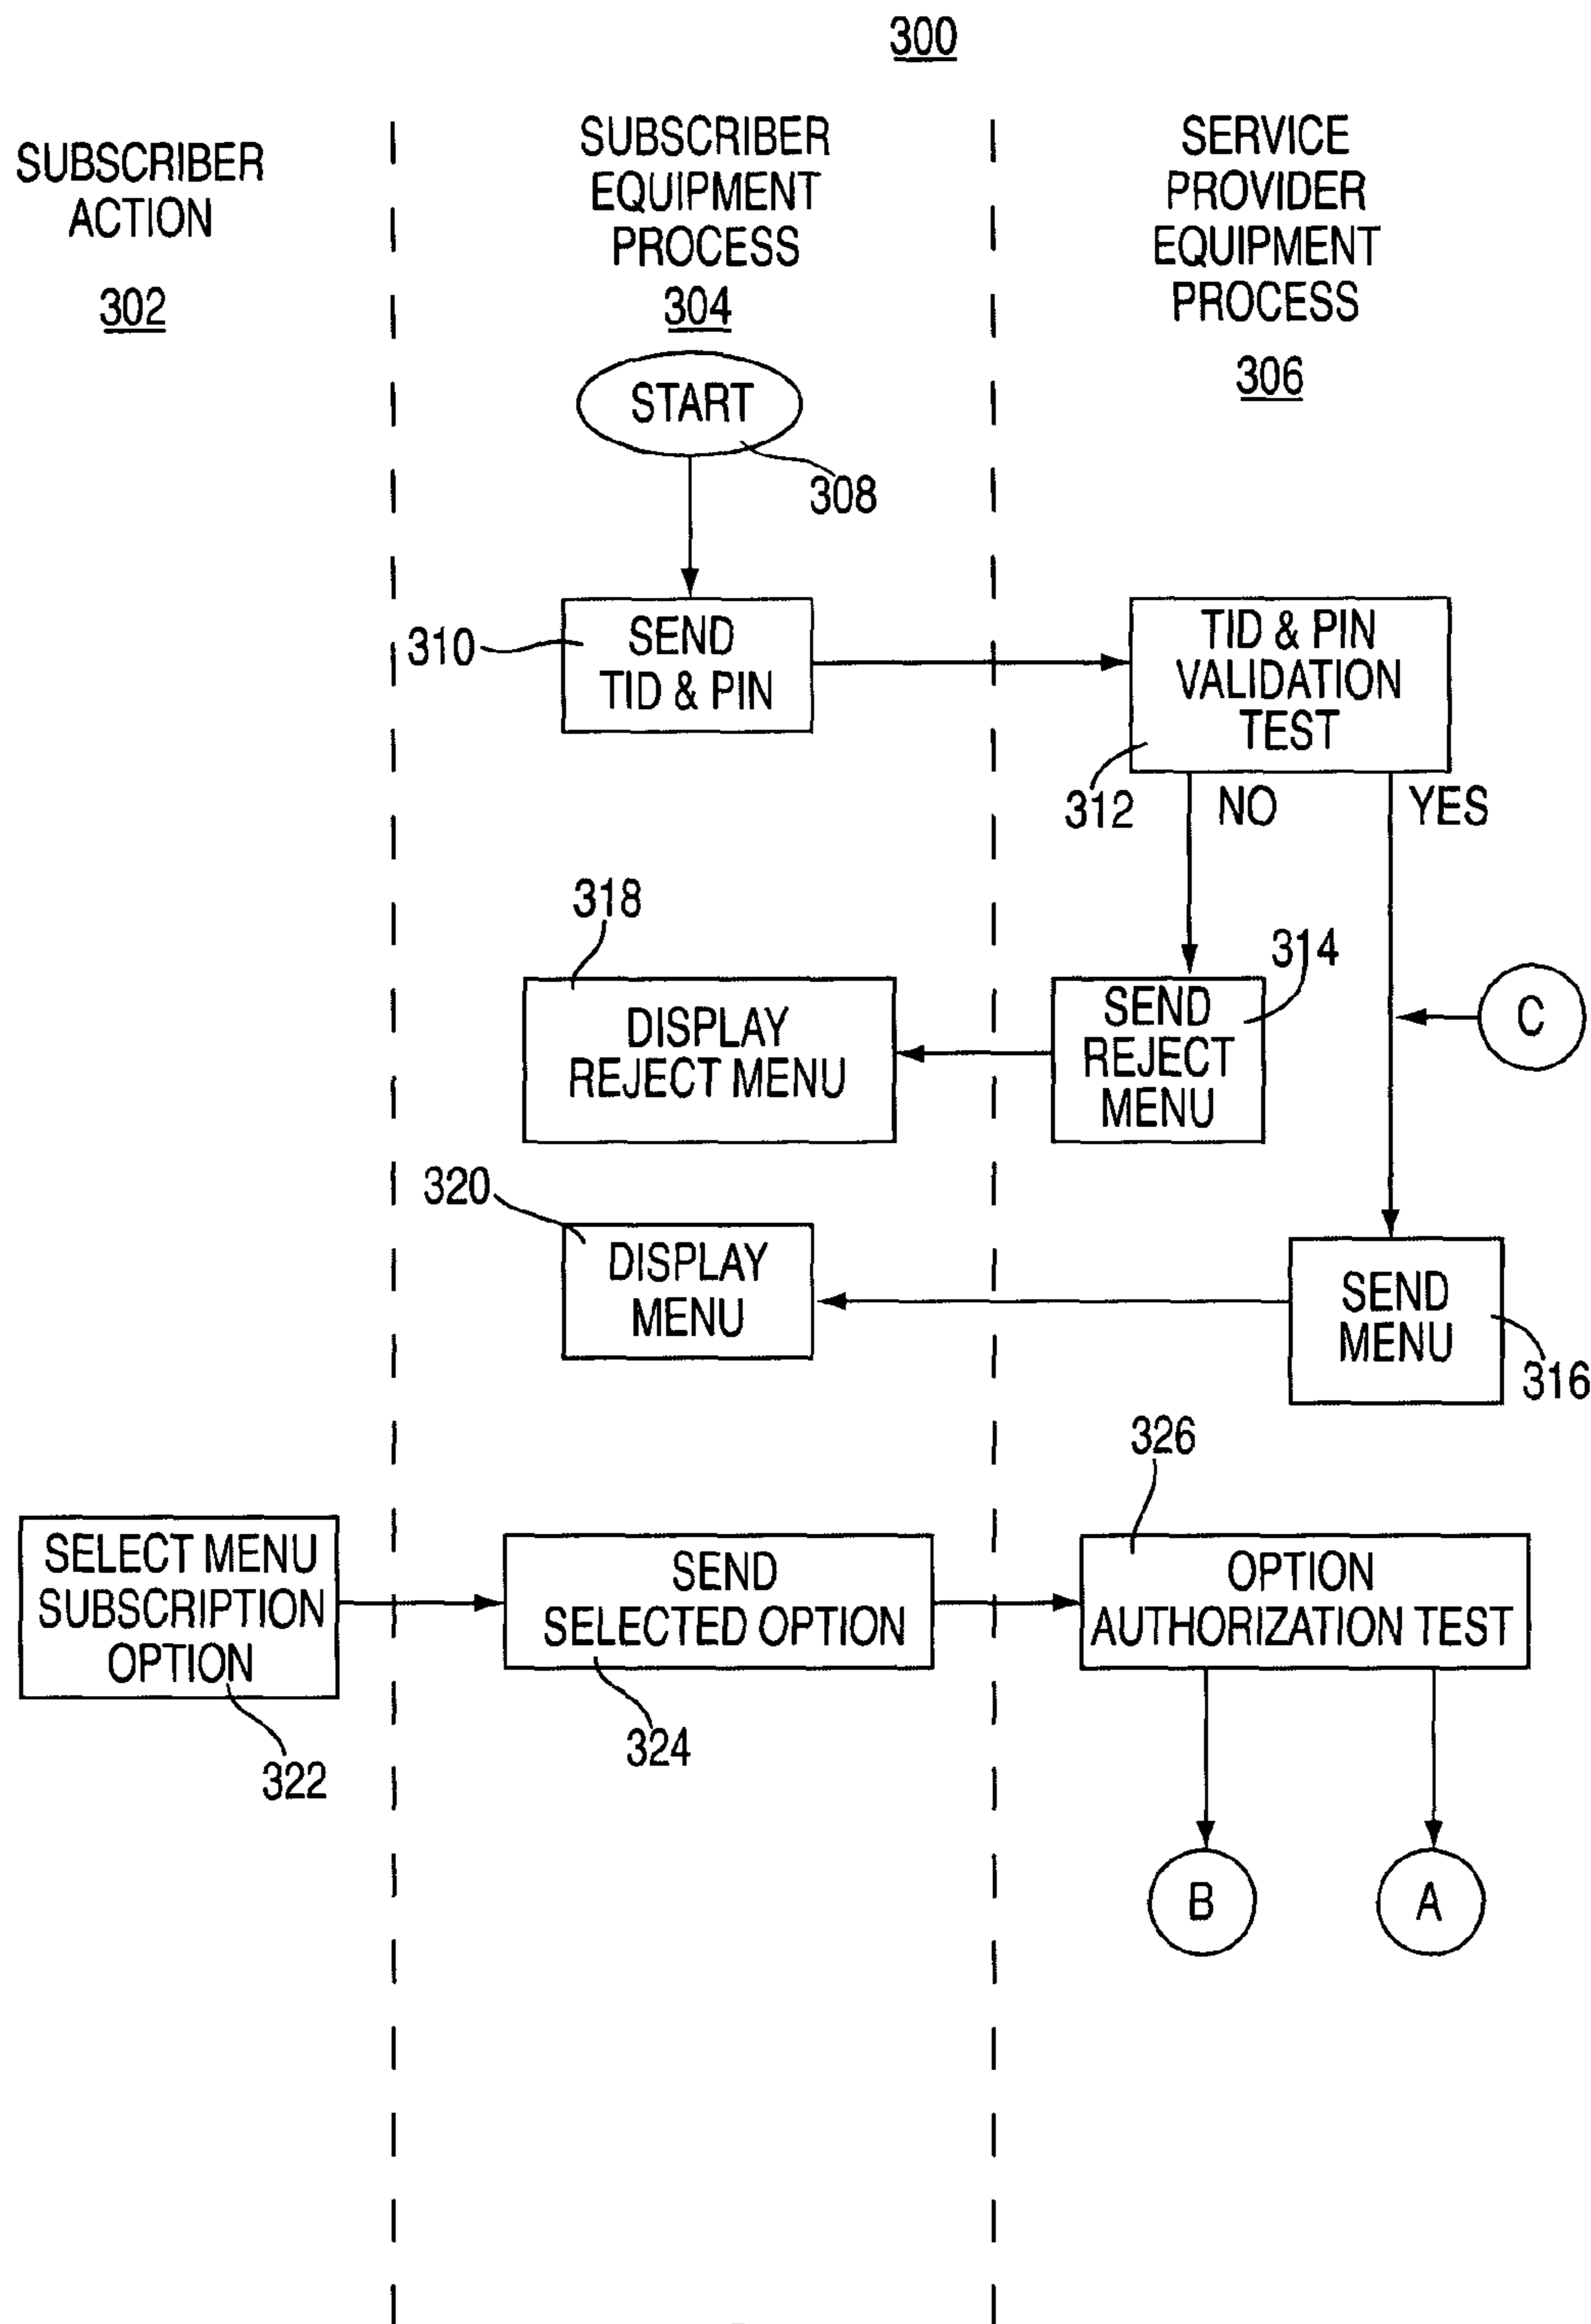 300
SUBSCRIBER
ACTION
302
SUBSCRIBER
EQUIPMENT
PROCESS
304
SERVICE
PROVIDER
EQUIPMENT
PROCESS
306
START
308
310
SEND
TID & PIN
TID & PIN
VALIDATION
TEST
312
NO
YES
318
DISPLAY
REJECT MENU
314
SEND
REJECT
MENU
C
320
DISPLAY
MENU
SEND
MENU
316
326
SELECT MENU
SUBSCRIPTION
OPTION
322
SEND
SELECTED OPTION
324
OPTION
AUTHORIZATION TEST
B
A